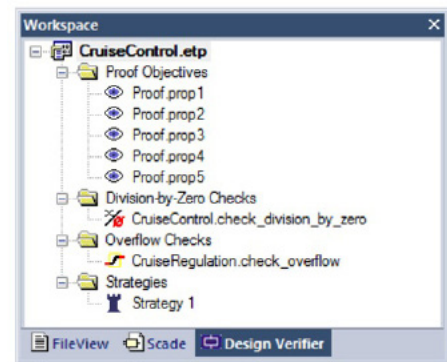 Workspace
CruiseControl.etp
Proof Objectives
Proof.prop1
Proof.prop2
Proof.prop3
Proof.prop4
Proof.prop5
Division-by-Zero Checks
CruiseControl.check_division_by_zero
Overflow Checks
CruiseRegulation.check_overflow
Strategies
Strategy 1
FileView Scade Design Verifier